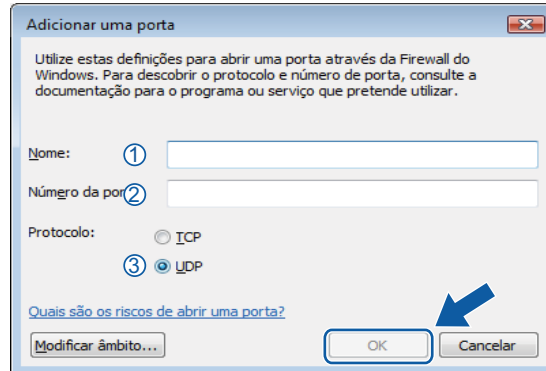 Adicionar uma porta
Utilize estas definições para abrir uma porta através da Firewall do
Windows. Para descobrir o protocolo e número de porta, consulte a
documentação para o programa ou serviço que pretende utilizar.
Nome: ①
Número da por ②
Protocolo: TCP
③ UDP
Quais são os riscos de abrir uma porta?
Modificar âmbito... OK Cancelar